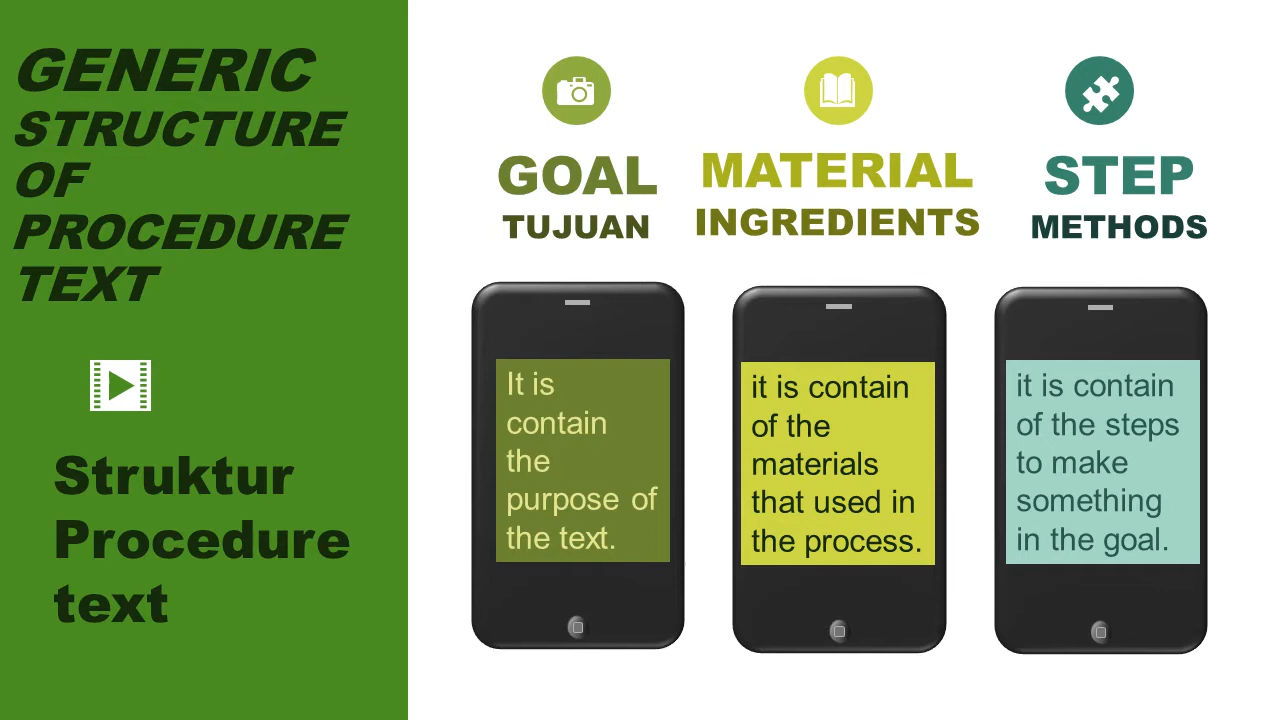 GENERIC
STRUCTURE
OF
PROCEDURE
TEXT
Struktur
Procedure
text
GOAL
TUJUAN
It is
contain
the
purpose of
the text.
MATERIAL
INGREDIENTS
it is contain
of the
materials
that used in
the process.
STEP
METHODS
it is contain
of the steps
to make
something
in the goal.